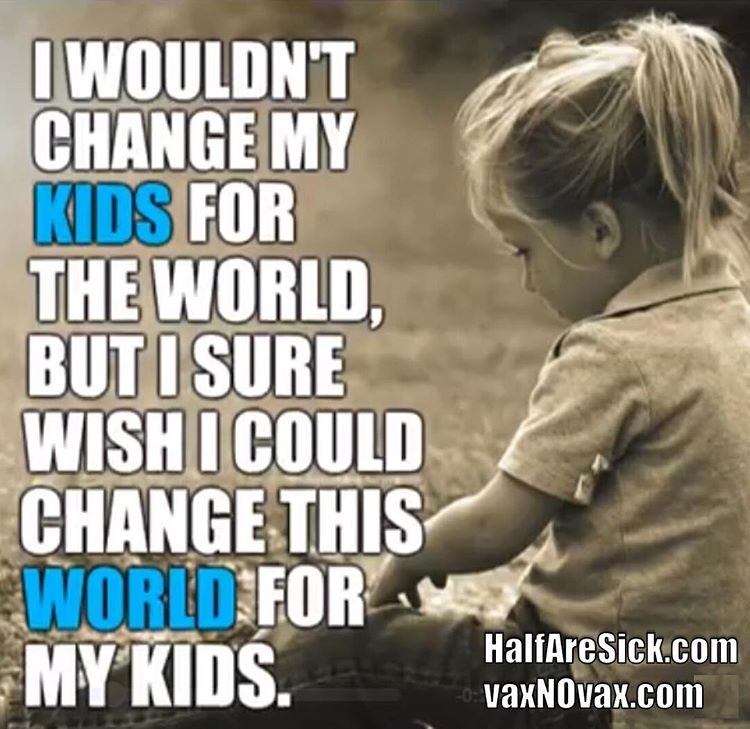 I WOULDN'T
CHANGE MY
KIDS FOR
THE WORLD,
BUT I SURE
WISH I COULD
CHANGE THIS
WORLD FOR
MY KIDS.
HalfAreSick.com
vaxNOvax.com